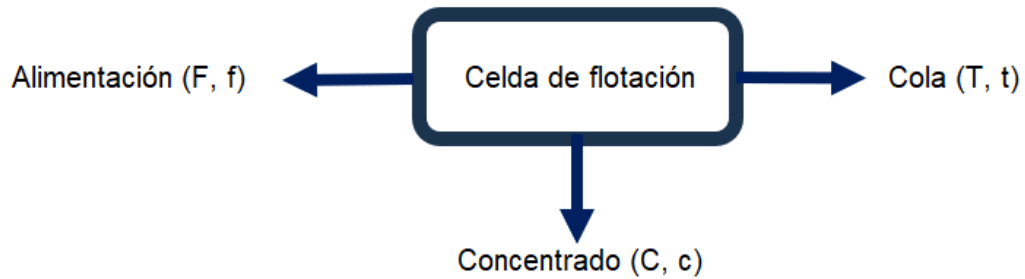 Alimentación (F, f)
Celda de flotación
Cola (T, t)
Concentrado (C, c)